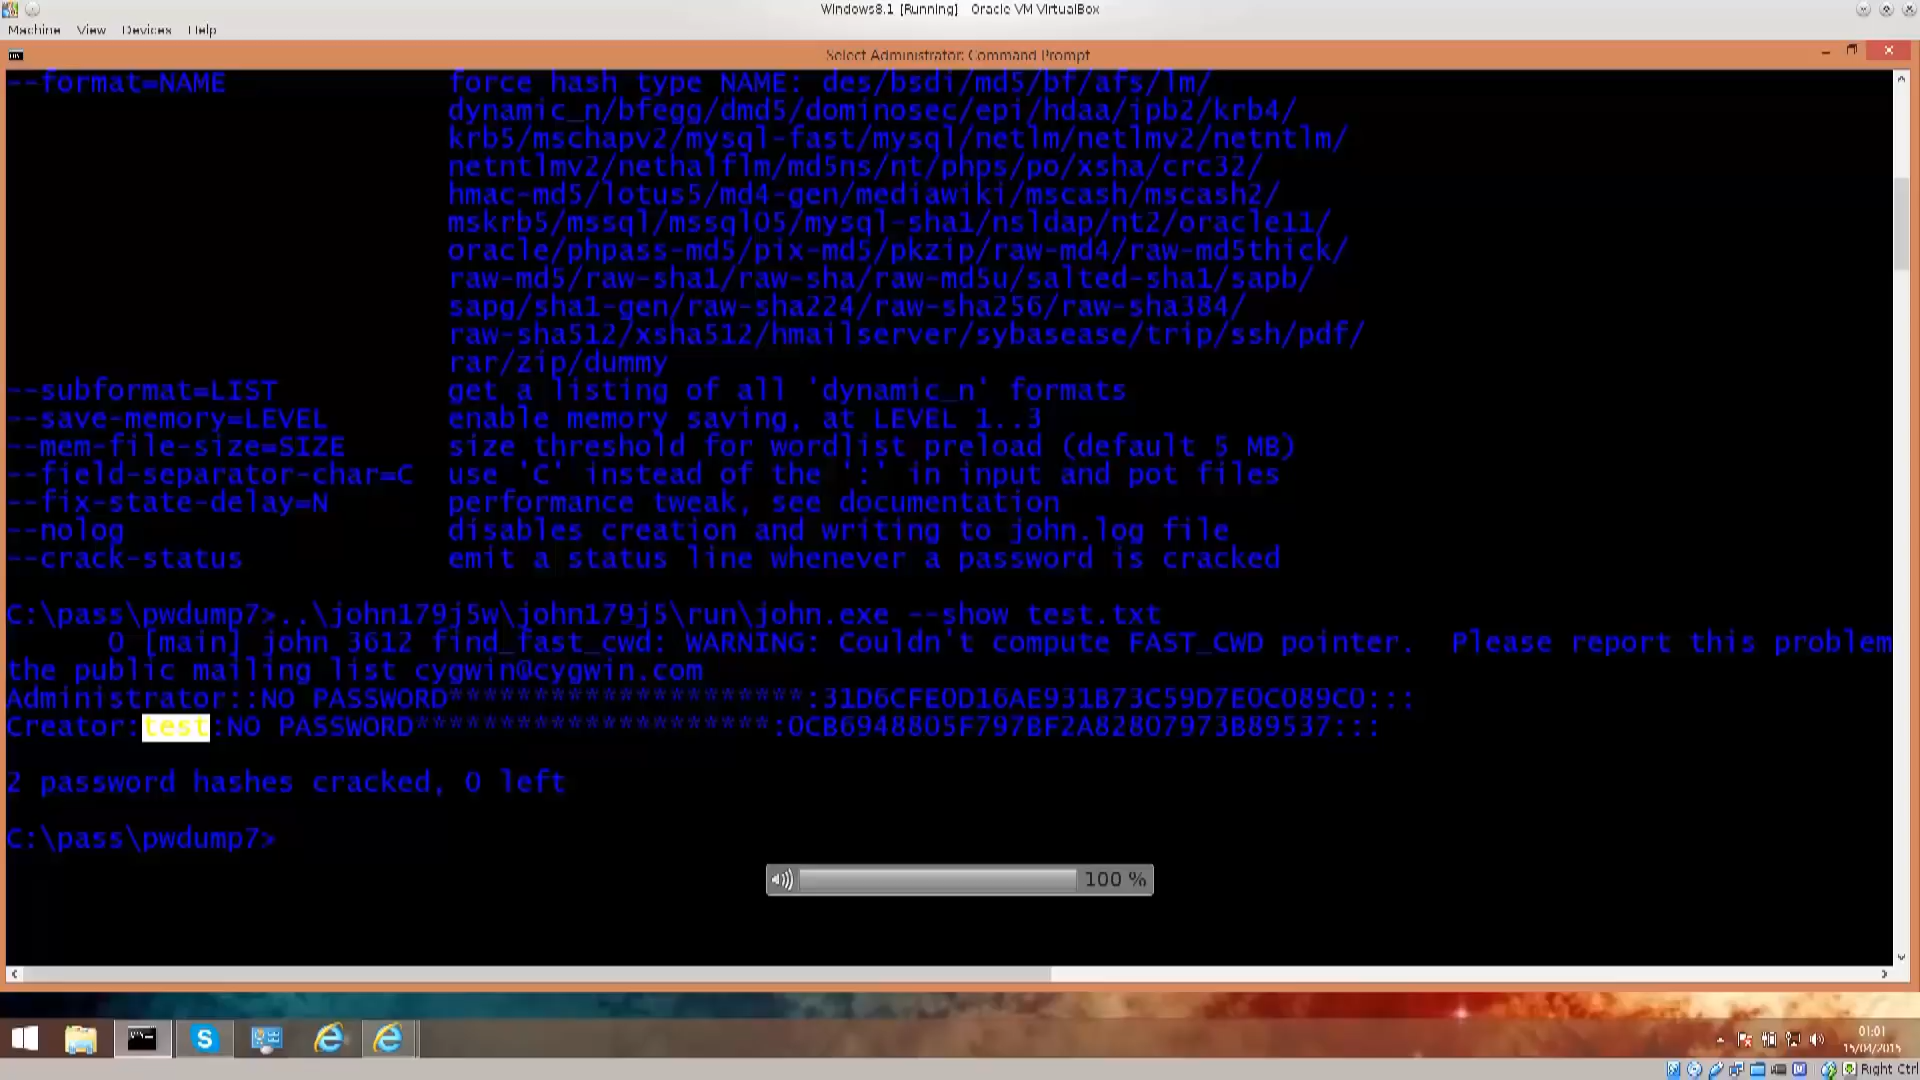 Windows8.1 [Running] Oracle VM VirtualBox
Machine View Devices Help
Select Administrator: Command Prompt
--format=NAME force hash type NAME: des/bsdi/md5/bf/afs/lm/
dynamic_n/bfegg/dmd5/dominosec/epi/hdaa/ipb2/krb4/
krb5/mschapv2/mysql-fast/mysql/netlm/netlmv2/netntlm/
netntlmv2/nethalflm/md5ns/nt/phps/po/xsha/crc32/
hmac-md5/lotus5/md4-gen/mediawiki/mscash/mscash2/
mskrb5/mssql/mssql05/mysql-sha1/nsldap/nt2/oracle11/
oracle/phpass-md5/pix-md5/pkzip/raw-md4/raw-md5thick/
raw-md5/raw-sha1/raw-sha/raw-md5u/salted-sha1/sapb/
sapg/sha1-gen/raw-sha224/raw-sha256/raw-sha384/
raw-sha512/xsha512/hmailserver/sybasease/trip/ssh/pdf/
rar/zip/dummy
--subformat=LIST get a listing of all 'dynamic_n' formats
--save-memory=LEVEL enable memory saving, at LEVEL 1..3
--mem-file-size=SIZE size threshold for wordlist preload (default 5 MB)
--field-separator-char=C use 'C' instead of the ':' in input and pot files
--fix-state-delay=N performance tweak, see documentation
--nolog disables creation and writing to john.log file
--crack-status emit a status line whenever a password is cracked
C:\pass\pwdump7>..\john179j5w\john179j5\run\john.exe --show test.txt
0 [main] john 3612 find_fast_cwd: WARNING: Couldn't compute FAST_CWD pointer. Please report this problem
the public mailing list cygwin@cygwin.com
Administrator::NO PASSWORD*********************:31D6CFE0D16AE931B73C59D7E0C089C0:::
Creator:test:NO PASSWORD*********************:0CB6948805F797BF2A82807973B89537:::
2 password hashes cracked, 0 left
C:\pass\pwdump7>
100 %
01:01
15/04/2015
Right Ctrl